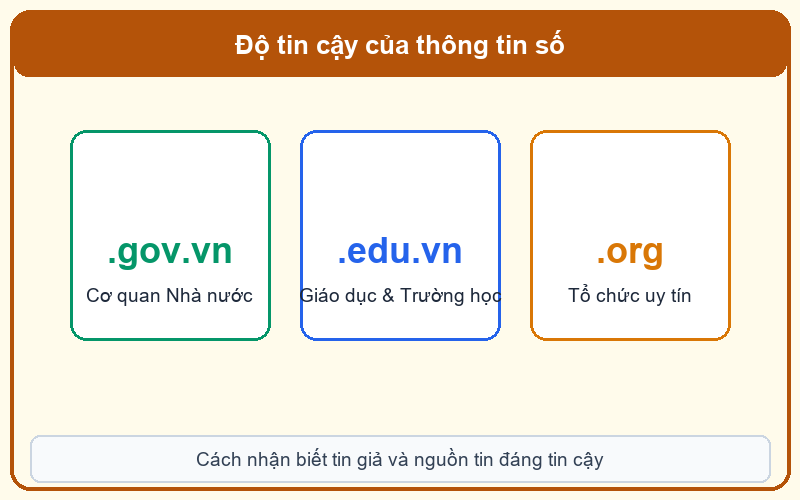 Độ tin cậy của thông tin số
.gov.vn
Cơ quan Nhà nước
.edu.vn
Giáo dục & Trường học
.org
Tổ chức uy tín
Cách nhận biết tin giả và nguồn tin đáng tin cậy